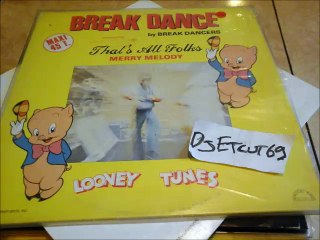 BREAK DANCE
MAXI
45 T
by BREAK DANCERS
That's All Folks
MERRY MELODY
DJETCUT69
LOONEY TUNES